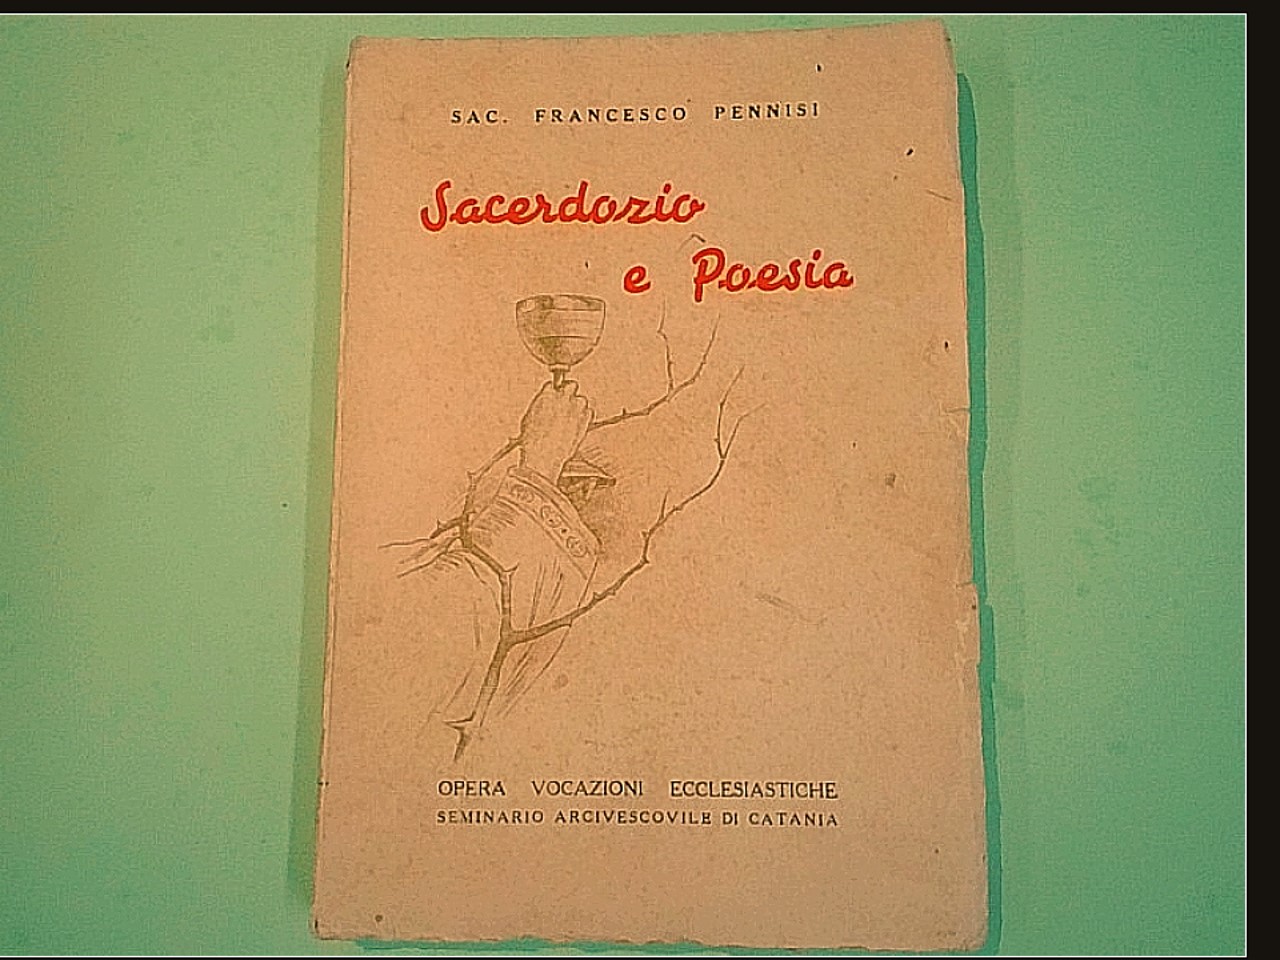 SAC. FRANCESCO PENNISI
Sacerdozio
e Poesia
OPERA VOCAZIONI ECCLESIASTICHE
SEMINARIO ARCIVESCOVILE DI CATANIA